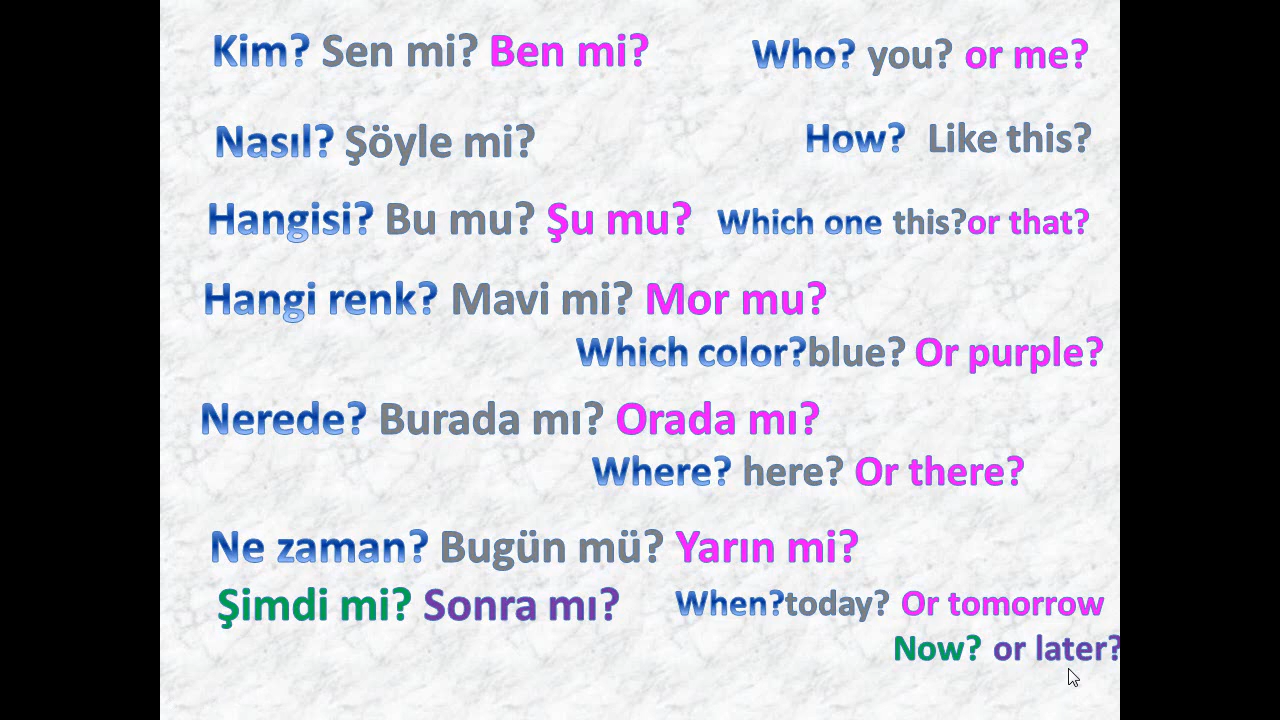 Kim? Sen mi? Ben mi? Who? you? or me?
Nasıl? Şöyle mi? How? Like this?
Hangisi? Bu mu? Şu mu? Which one this?or that?
Hangi renk? Mavi mi? Mor mu?
Which color?blue? Or purple?
Nerede? Burada mı? Orada mı?
Where? here? Or there?
Ne zaman? Bugün mü? Yarın mi?
Şimdi mi? Sonra mı? When?today? Or tomorrow
Now? or later?